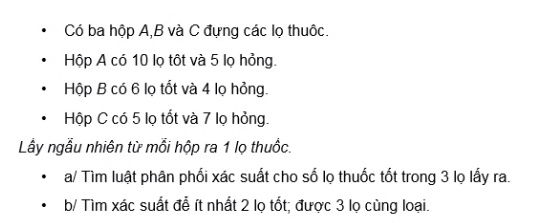 • Có ba hộp A,B và C đựng các lọ thuốc.
• Hộp A có 10 lọ tôt và 5 lọ hỏng.
• Hộp B có 6 lọ tốt và 4 lọ hỏng.
• Hộp C có 5 lọ tốt và 7 lọ hỏng.
Lấy ngẫu nhiên từ mỗi hộp ra 1 lọ thuốc.
• a/ Tìm luật phân phối xác suất cho số lọ thuốc tốt trong 3 lọ lấy ra.
• b/ Tìm xác suất để ít nhất 2 lọ tốt; được 3 lọ cùng loại.